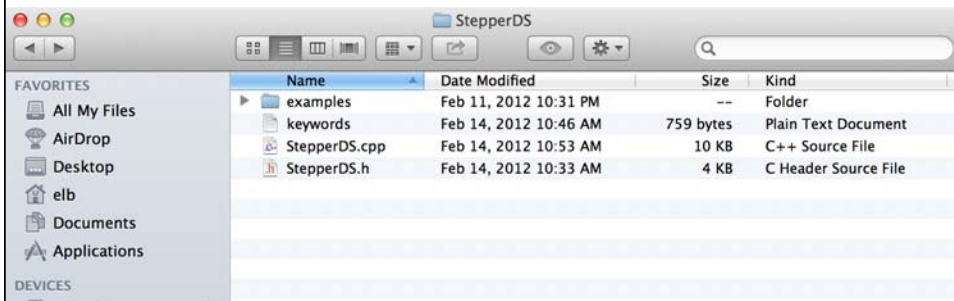 StepperDS
FAVORITES
All My Files
AirDrop
Desktop
elb
Documents
Applications
DEVICES
Name Date Modified Size Kind
examples Feb 11, 2012 10:31 PM -- Folder
keywords Feb 14, 2012 10:46 AM 759 bytes Plain Text Document
StepperDS.cpp Feb 14, 2012 10:53 AM 10 KB C++ Source File
StepperDS.h Feb 14, 2012 10:33 AM 4 KB C Header Source File